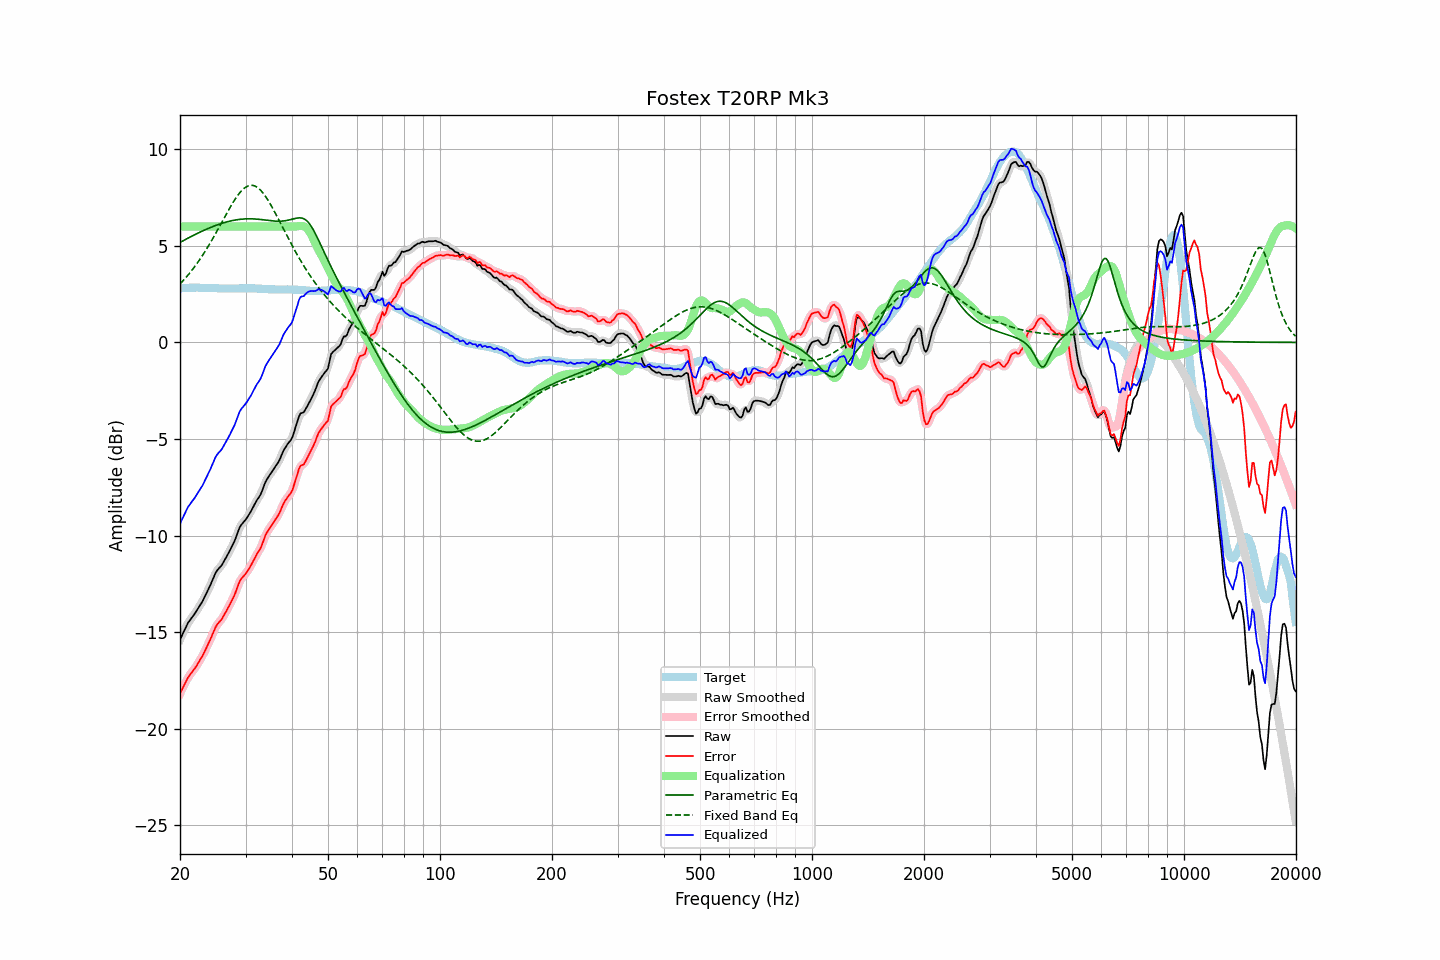 Fostex T20RP Mk3
Amplitude (dBr)
10
5
0
−5
−10
−15
−20
−25
Target
Raw Smoothed
Error Smoothed
Raw
Error
Equalization
Parametric Eq
Fixed Band Eq
Equalized
20 50 100 200 500 1000 2000 5000 10000 20000
Frequency (Hz)